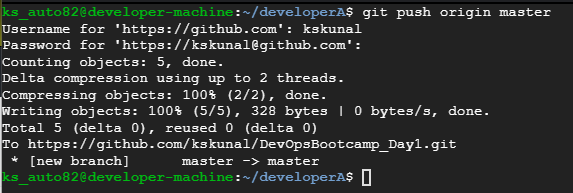 ks_auto82@developer-machine:~/developerA$ git push origin master
Username for 'https://github.com': kskunal
Password for 'https://kskunal@github.com':
Counting objects: 5, done.
Delta compression using up to 2 threads.
Compressing objects: 100% (2/2), done.
Writing objects: 100% (5/5), 328 bytes | 0 bytes/s, done.
Total 5 (delta 0), reused 0 (delta 0)
To https://github.com/kskunal/DevOpsBootcamp_Day1.git
 * [new branch]      master -> master
ks_auto82@developer-machine:~/developerA$